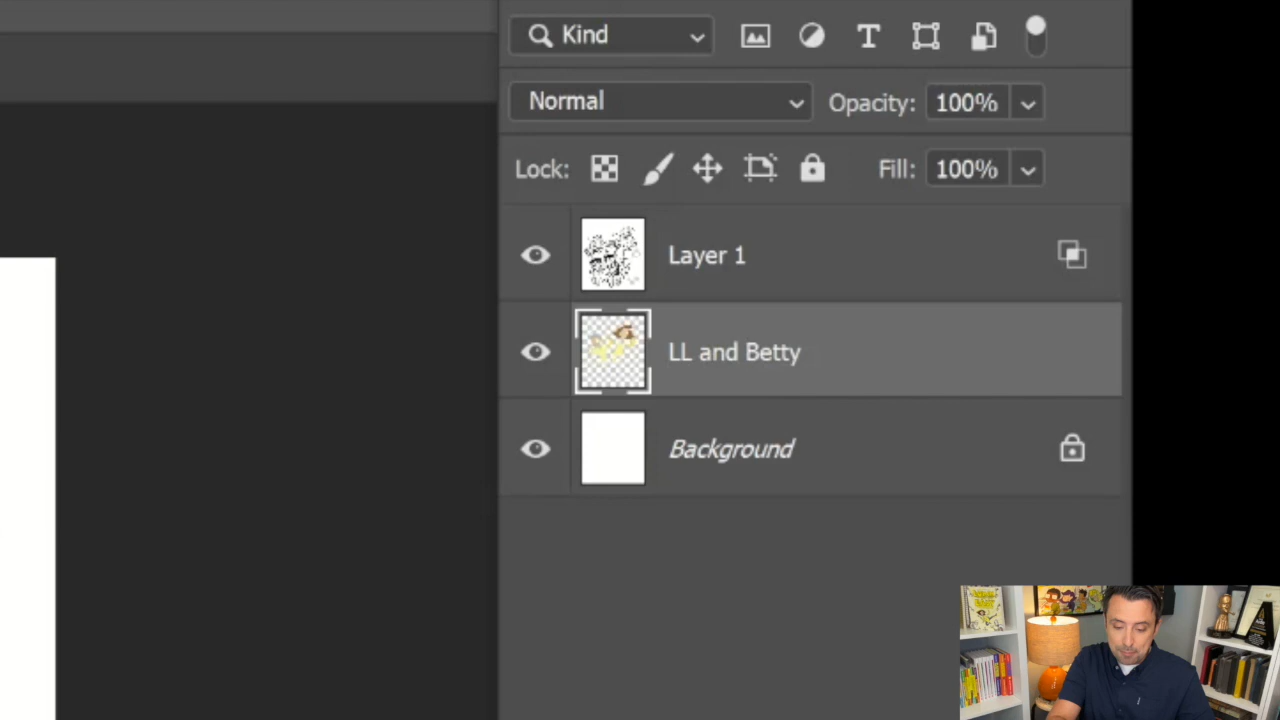 Kind
Normal
Opacity: 100%
Lock:
Fill: 100%
Layer 1
LL and Betty
Background